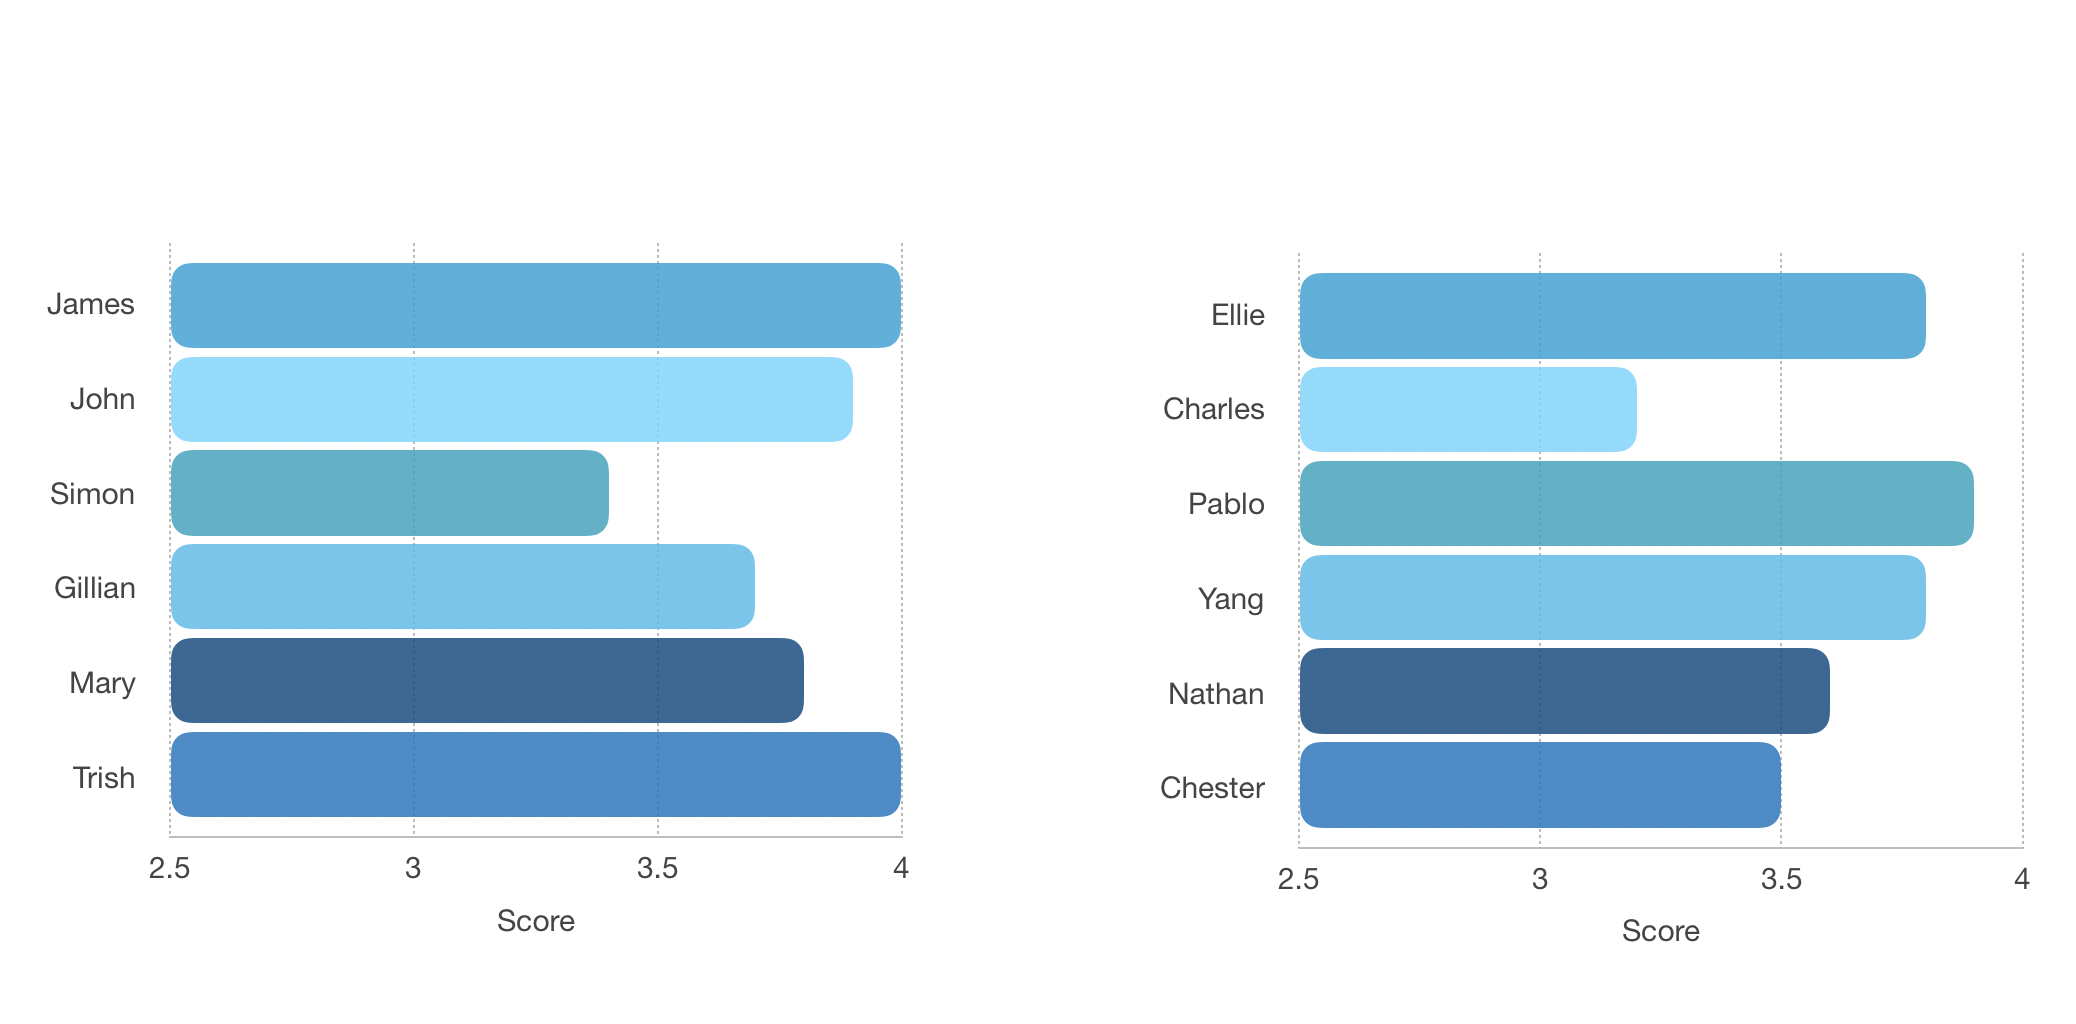 James
John
Simon
Gillian
Mary
Trish
2.5 3 3.5 4
Score
Ellie
Charles
Pablo
Yang
Nathan
Chester
2.5 3 3.5 4
Score